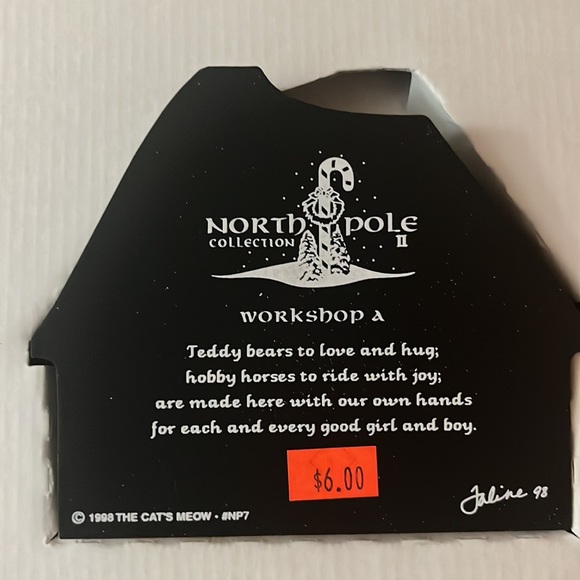 NORTH POLE
COLLECTION II
WORKSHOP A
Teddy bears to love and hug;
hobby horses to ride with joy;
are made here with our own hands
for each and every good girl and boy.
$6.00
Faline 98
© 1998 THE CAT'S MEOW • #NP7